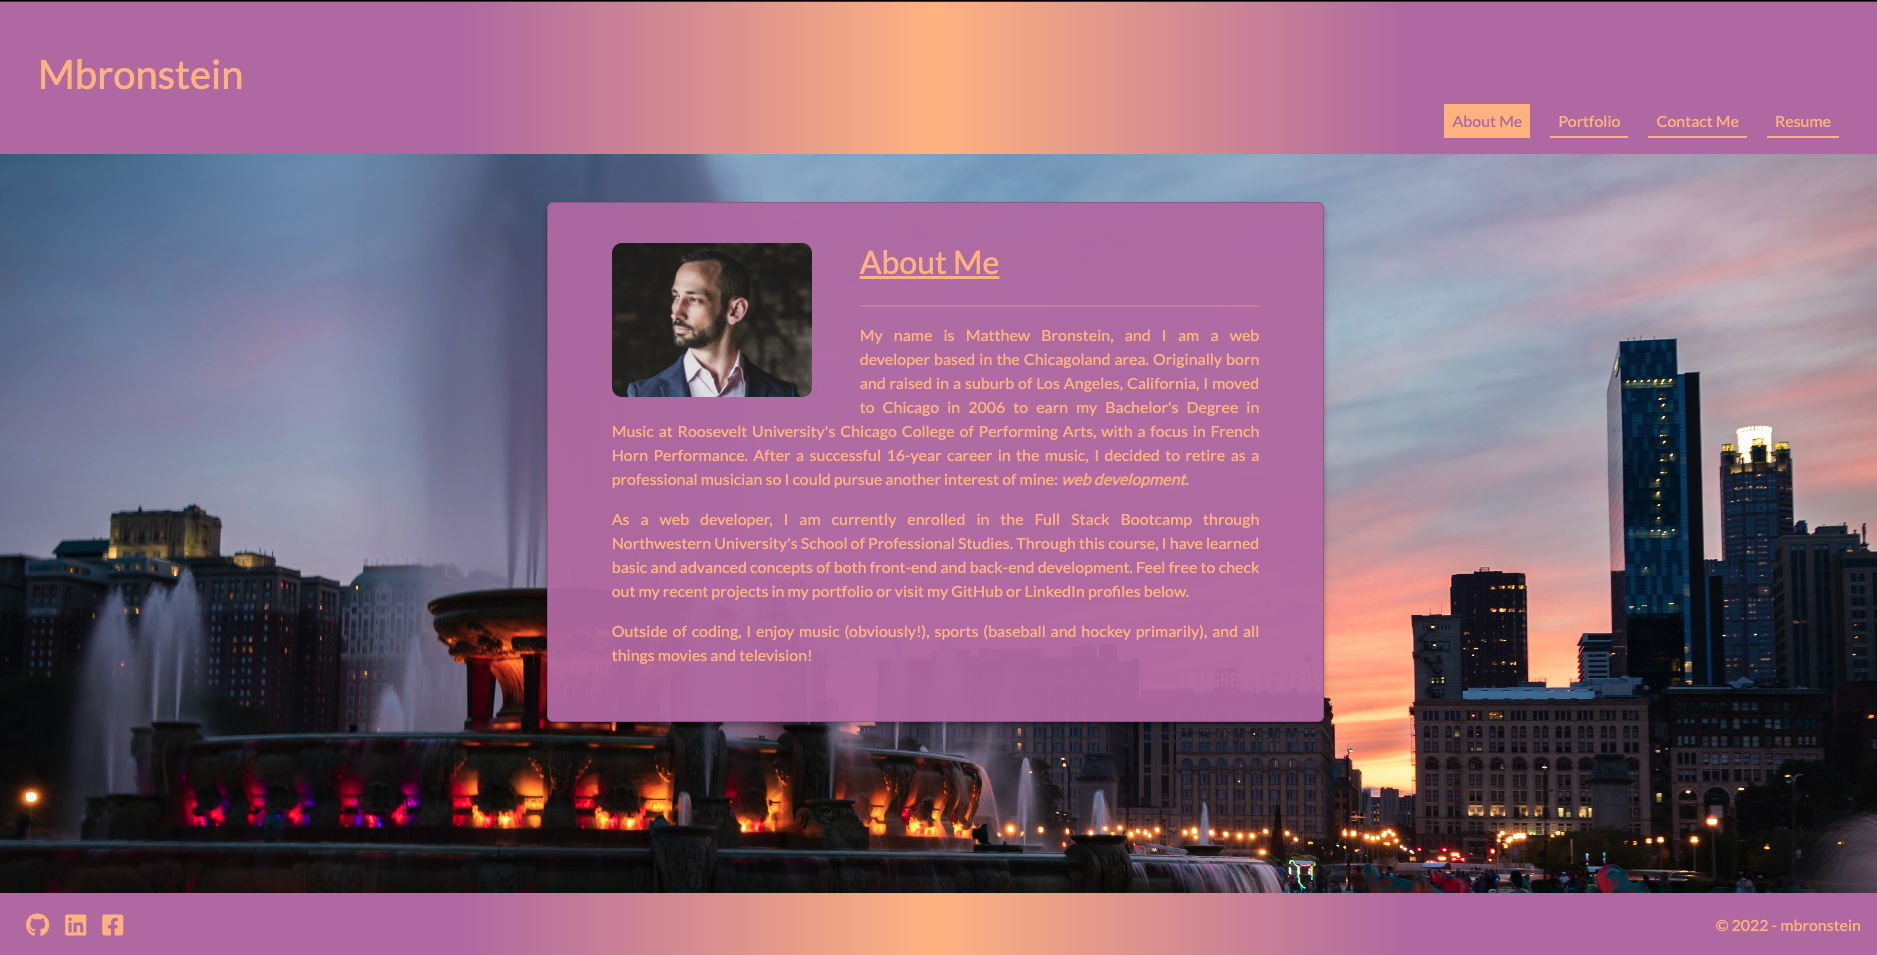 Mbronstein
About Me Portfolio Contact Me Resume
About Me
My name is Matthew Bronstein, and I am a web
developer based in the Chicagoland area. Originally born
and raised in a suburb of Los Angeles, California, I moved
to Chicago in 2006 to earn my Bachelor's Degree in
Music at Roosevelt University's Chicago College of Performing Arts, with a focus in French
Horn Performance. After a successful 16-year career in the music, I decided to retire as a
professional musician so I could pursue another interest of mine: web development.
As a web developer, I am currently enrolled in the Full Stack Bootcamp through
Northwestern University's School of Professional Studies. Through this course, I have learned
basic and advanced concepts of both front-end and back-end development. Feel free to check
out my recent projects in my portfolio or visit my GitHub or LinkedIn profiles below.
Outside of coding, I enjoy music (obviously!), sports (baseball and hockey primarily), and all
things movies and television!
© 2022 - mbronstein